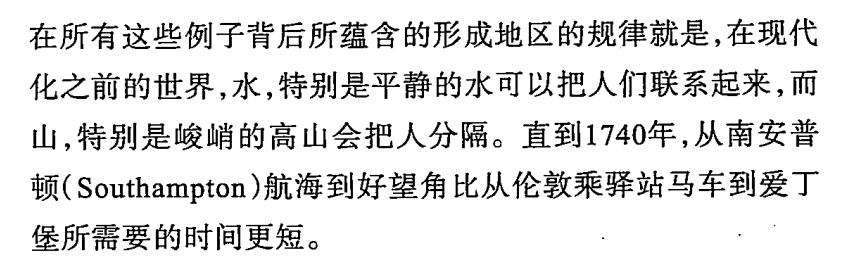 在所有这些例子背后所蕴含的形成地区的规律就是,在现代
化之前的世界,水,特别是平静的水可以把人们联系起来,而
山,特别是峻峭的高山会把人分隔。直到1740年,从南安普
顿(Southampton)航海到好望角比从伦敦乘驿站马车到爱丁
堡所需要的时间更短。